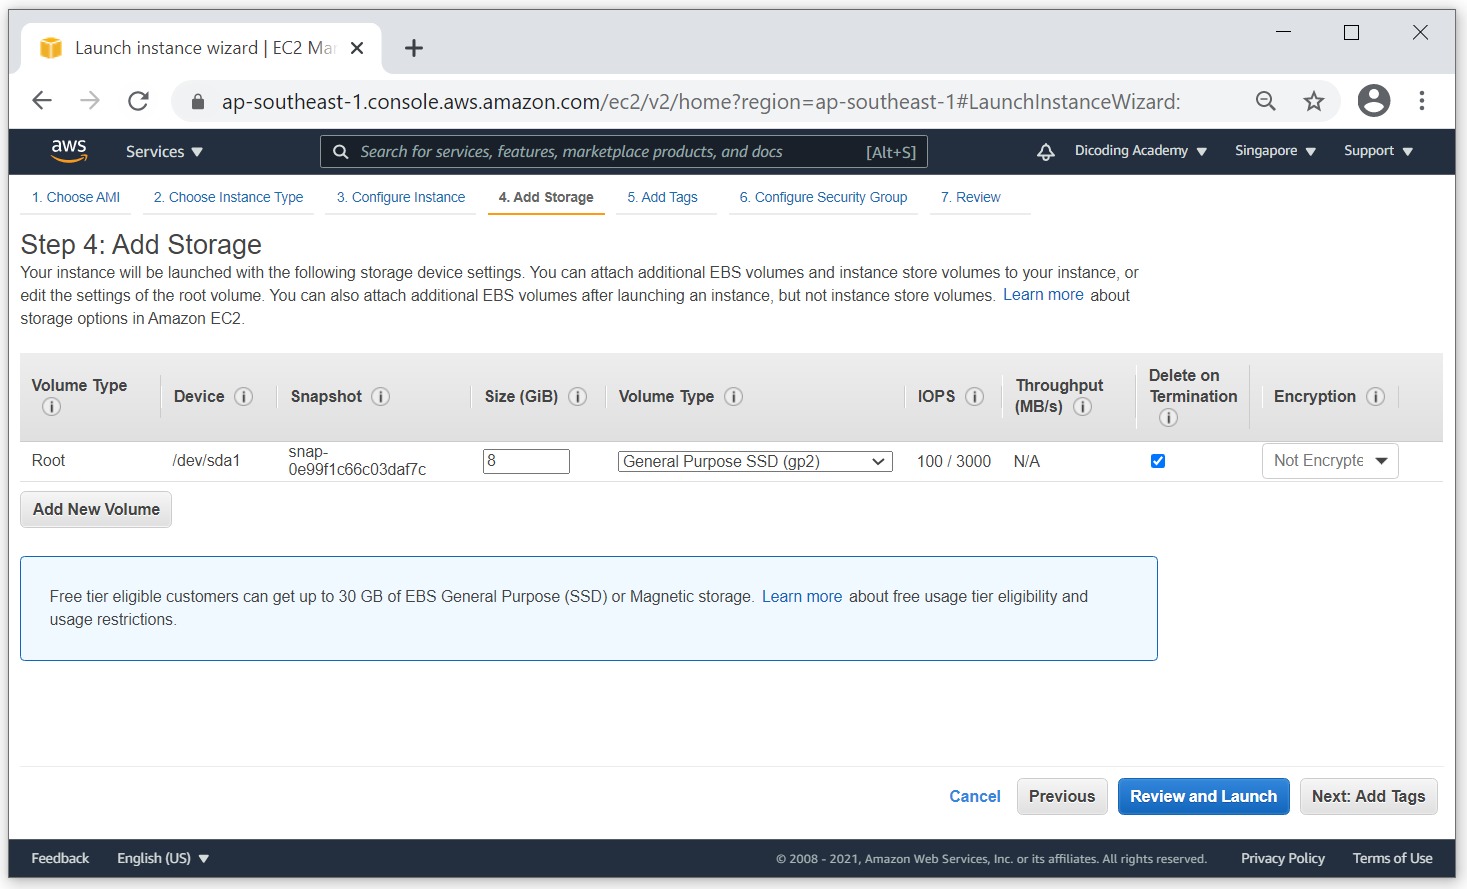 Launch instance wizard | EC2 Mar
ap-southeast-1.console.aws.amazon.com/ec2/v2/home?region=ap-southeast-1#LaunchInstanceWizard:
aws Services Search for services, features, marketplace products, and docs [Alt+S] Dicoding Academy Singapore Support
1. Choose AMI 2. Choose Instance Type 3. Configure Instance 4. Add Storage 5. Add Tags 6. Configure Security Group 7. Review
Step 4: Add Storage
Your instance will be launched with the following storage device settings. You can attach additional EBS volumes and instance store volumes to your instance, or
edit the settings of the root volume. You can also attach additional EBS volumes after launching an instance, but not instance store volumes. Learn more about
storage options in Amazon EC2.
Volume Type Device Snapshot Size (GiB) Volume Type IOPS Throughput (MB/s) Delete on Termination Encryption
Root /dev/sda1 snap-0e99f1c66c03daf7c 8 General Purpose SSD (gp2) 100 / 3000 N/A Not Encrypte
Add New Volume
Free tier eligible customers can get up to 30 GB of EBS General Purpose (SSD) or Magnetic storage. Learn more about free usage tier eligibility and
usage restrictions.
Cancel Previous Review and Launch Next: Add Tags
Feedback English (US) © 2008 - 2021, Amazon Web Services, Inc. or its affiliates. All rights reserved. Privacy Policy Terms of Use